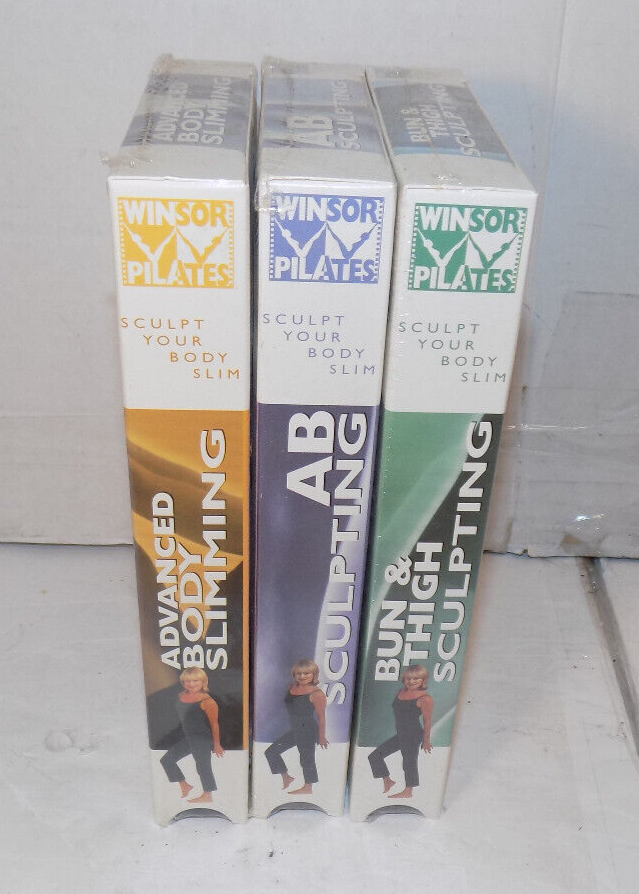 ADVANCED
BODY
SLIMMING
WINSOR
PILATES
SCULPT
YOUR
BODY
SLIM
ADVANCED
BODY
SLIMMING
AB
SCULPTING
WINSOR
PILATES
SCULPT
YOUR
BODY
SLIM
AB
SCULPTING
BUN &
THIGH
SCULPTING
WINSOR
PILATES
SCULPT
YOUR
BODY
SLIM
BUN &
THIGH
SCULPTING